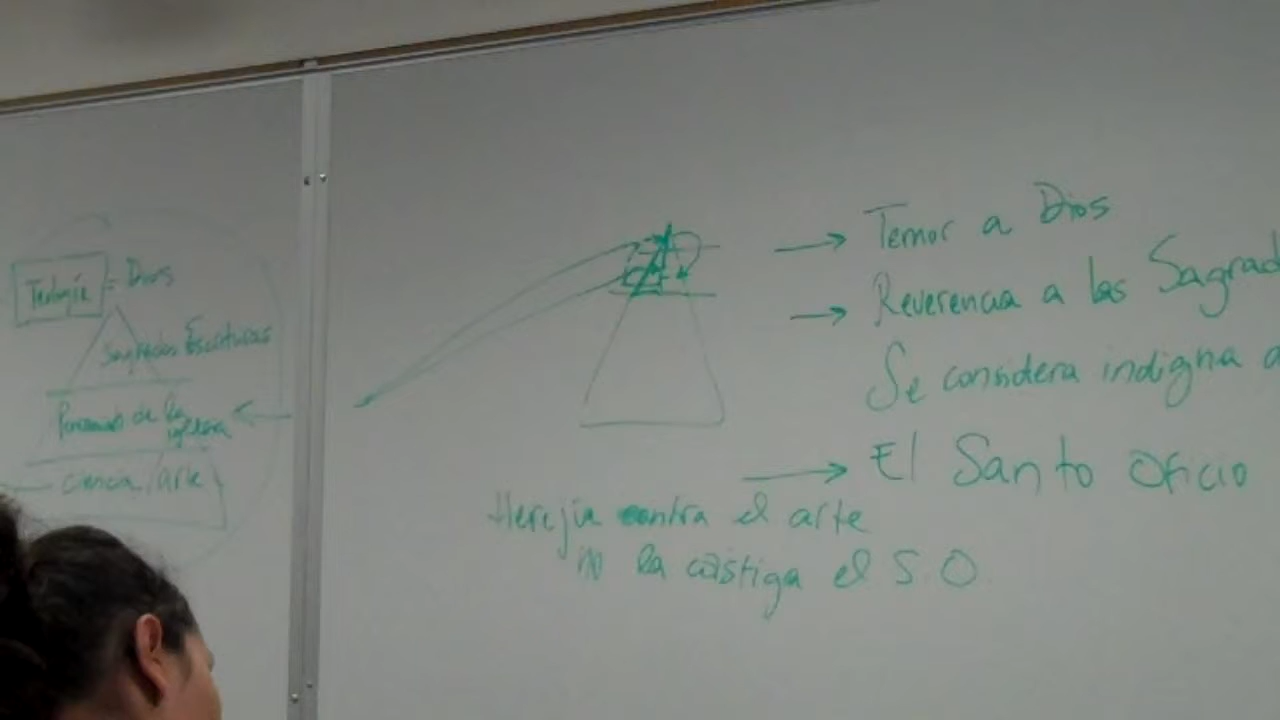 Teología = Dios
Sagradas Escrituras
de la
iglesia
ciencia/arte
→ Temor a Dios
→ Reverencia a las Sagrad
Se considera indigna
→ El Santo Oficio
Herejía contra el arte
no la castiga el S.O.